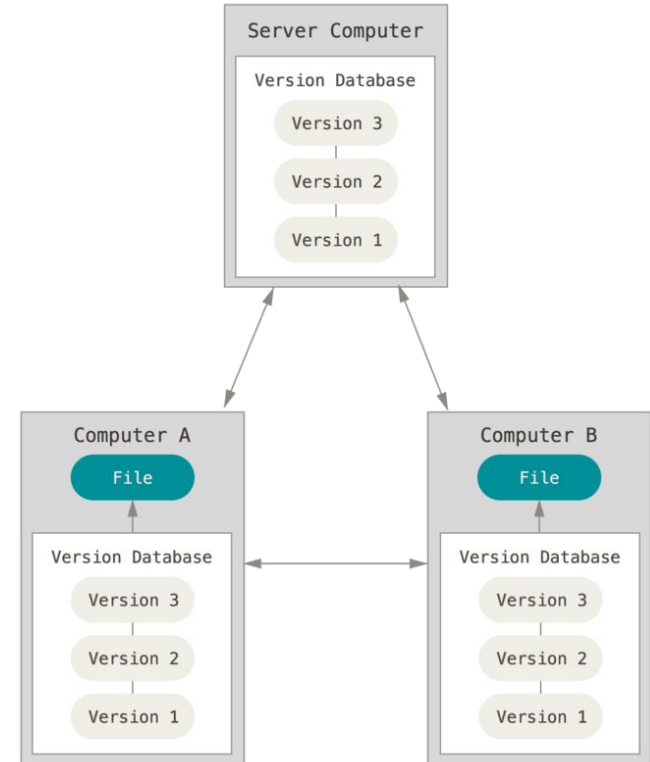 Server Computer
Version Database
Version 3
Version 2
Version 1
Computer A
File
Version Database
Version 3
Version 2
Version 1
Computer B
File
Version Database
Version 3
Version 2
Version 1